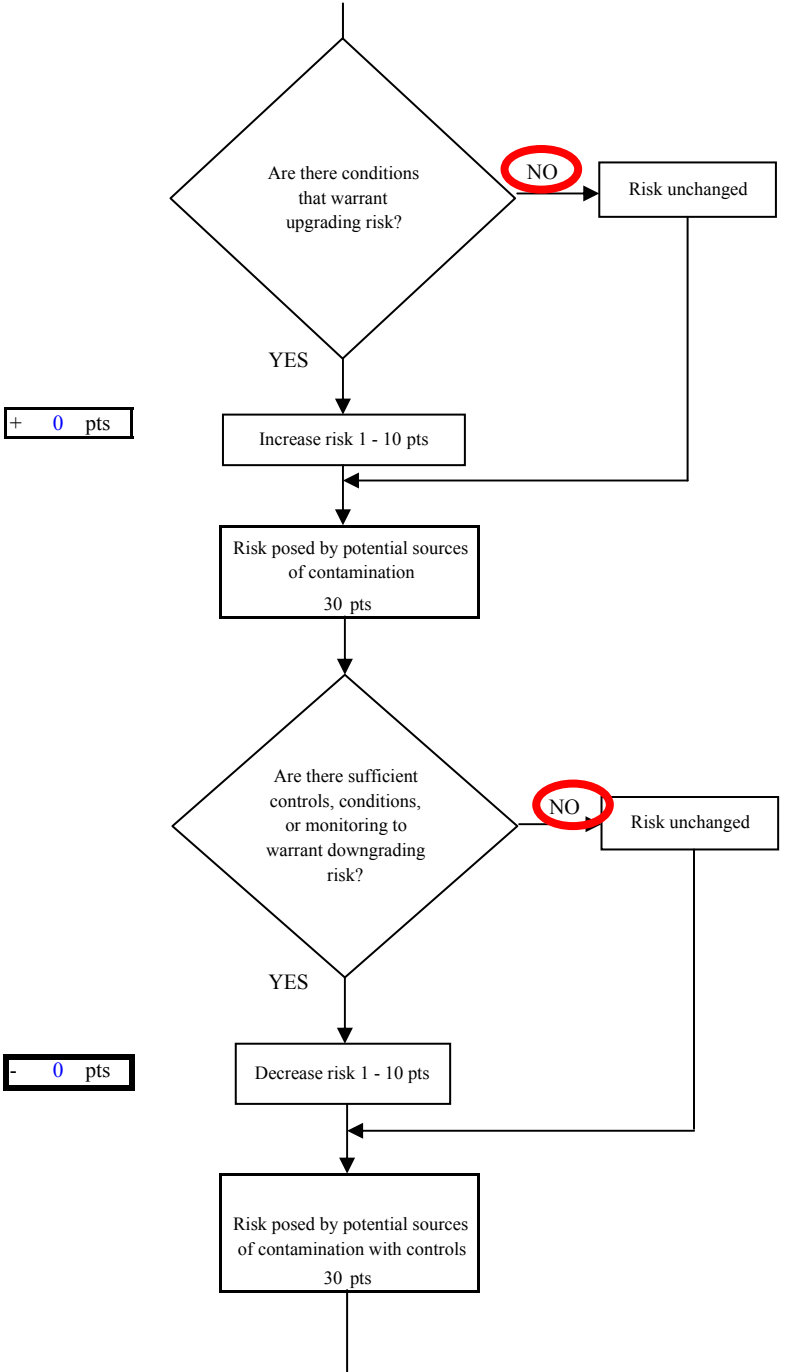 Are there conditions
that warrant
upgrading risk?
NO
Risk unchanged
YES
+ 0 pts
Increase risk 1 - 10 pts
Risk posed by potential sources
of contamination
30 pts
Are there sufficient
controls, conditions,
or monitoring to
warrant downgrading
risk?
NO
Risk unchanged
YES
- 0 pts
Decrease risk 1 - 10 pts
Risk posed by potential sources
of contamination with controls
30 pts